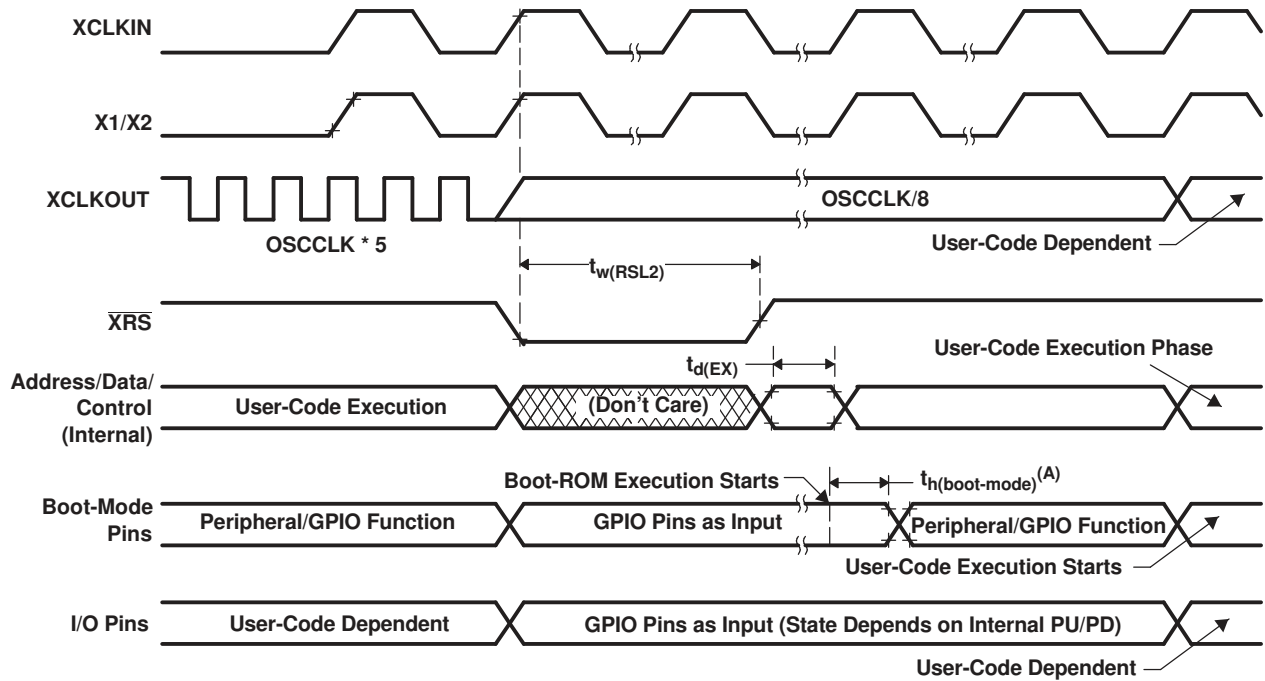 XCLKIN
X1/X2
XCLKOUT
OSCCLK/8
OSCCLK * 5
User-Code Dependent
tw(RSL2)
XRS
User-Code Execution Phase
td(EX)
Address/Data/
Control
(Internal)
User-Code Execution
(Don't Care)
Boot-ROM Execution Starts
th(boot-mode)(A)
Boot-Mode
Pins
Peripheral/GPIO Function
GPIO Pins as Input
Peripheral/GPIO Function
User-Code Execution Starts
I/O Pins
User-Code Dependent
GPIO Pins as Input (State Depends on Internal PU/PD)
User-Code Dependent